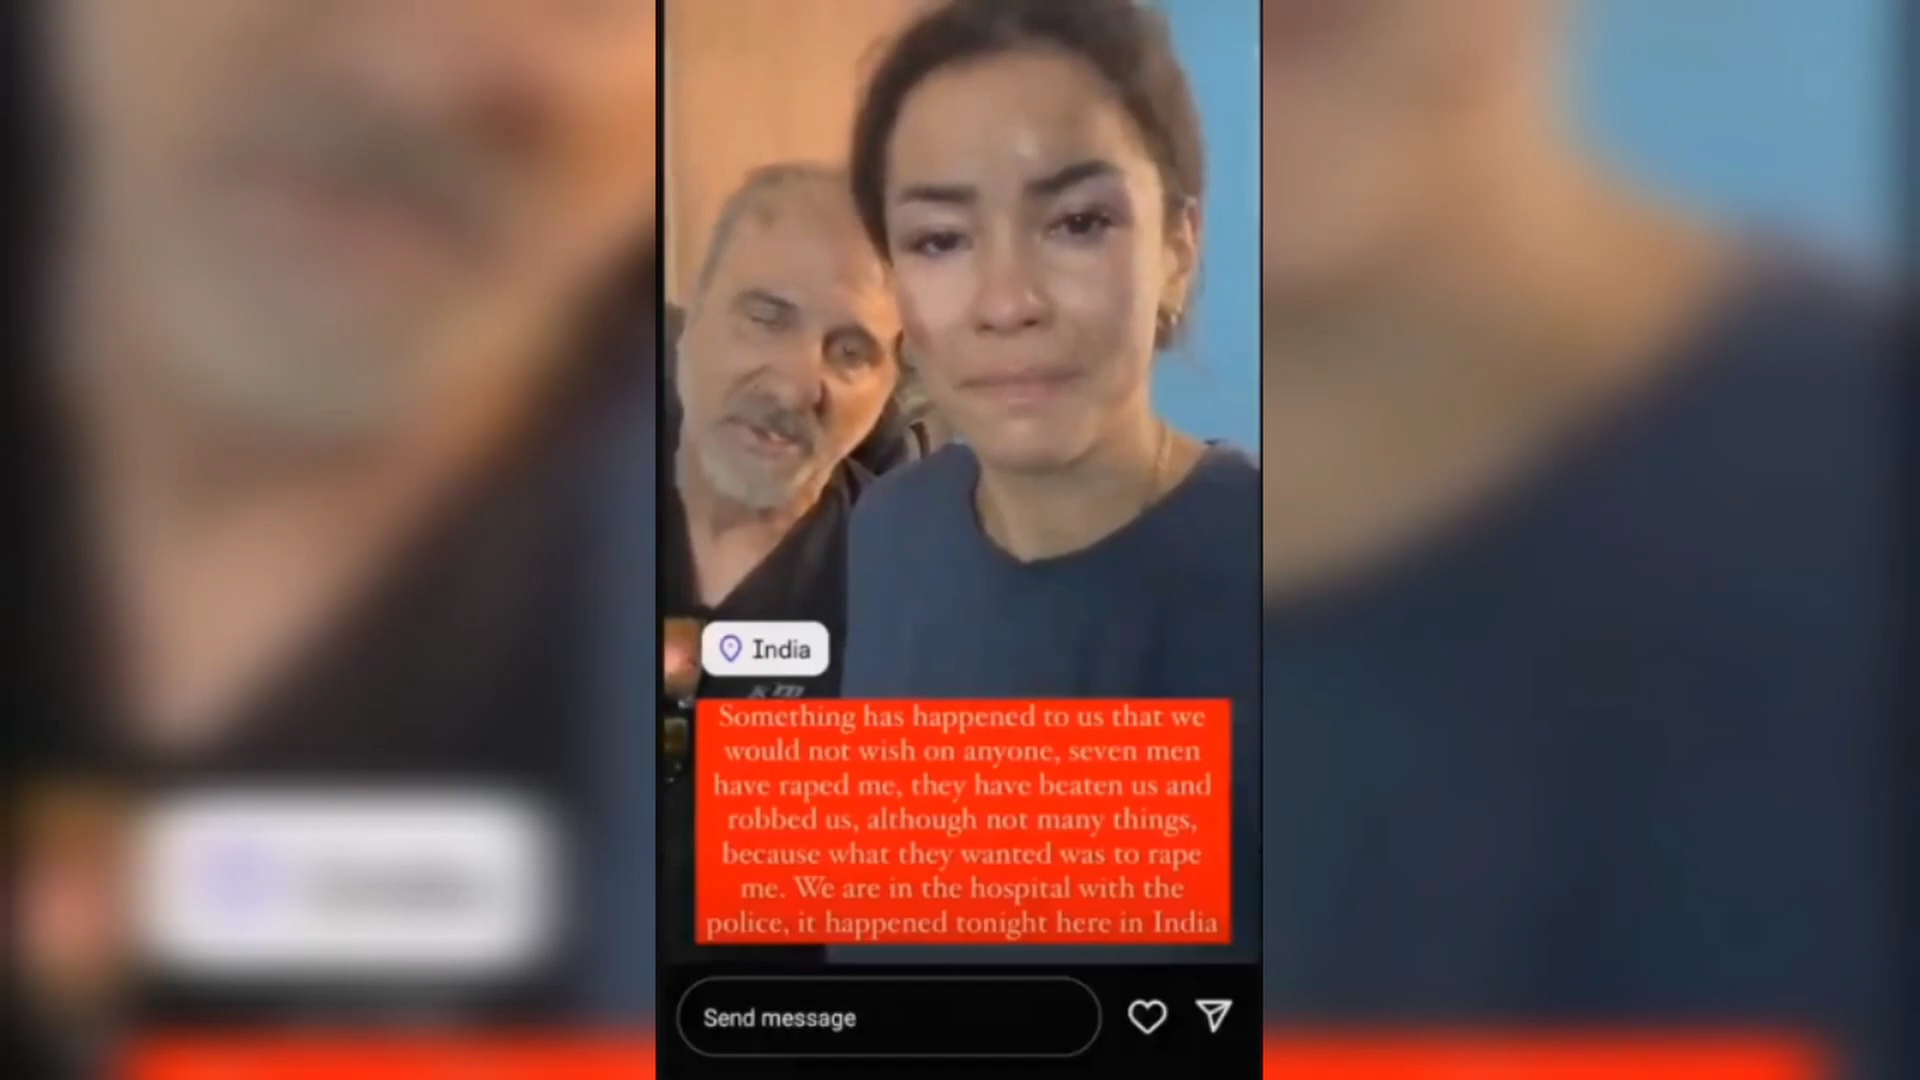 India
Something has happened to us that we
would not wish on anyone, seven men
have raped me, they have beaten us and
robbed us, although not many things,
because what they wanted was to rape
me. We are in the hospital with the
police, it happened tonight here in India
Send message